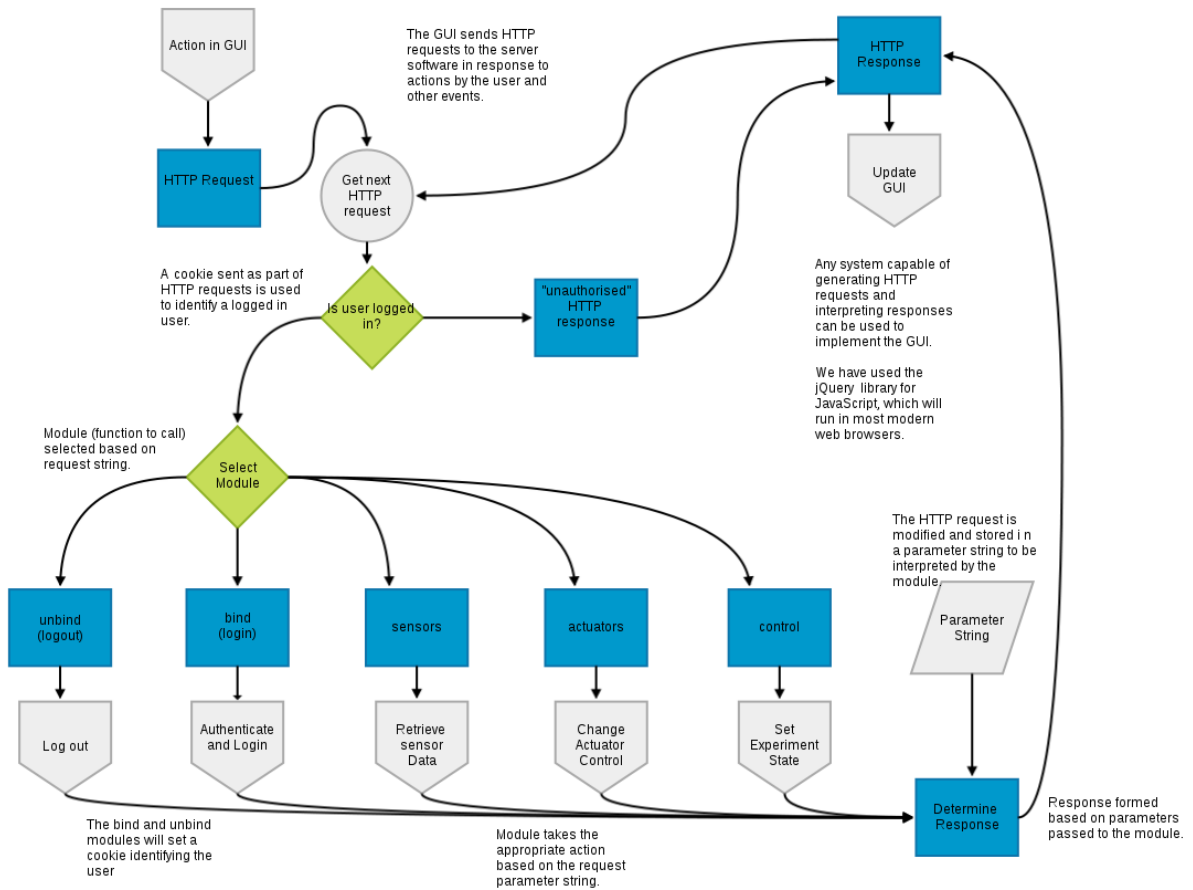 Action in GUI
The GUI sends HTTP
requests to the server
software in response to
actions by the user and
other events.
HTTP
Response
HTTP Request
Get next
HTTP
request
Update
GUI
A cookie sent as part of
HTTP requests is used
to identify a logged in
user.
Is user logged
in?
"unauthorised"
HTTP
response
Any system capable of
generating HTTP
requests and
interpreting responses
can be used to
implement the GUI.
We have used the
jQuery library for
JavaScript, which will
run in most modern
web browsers.
Module (function to call)
selected based on
request string.
Select
Module
The HTTP request is
modified and stored i n
a parameter string to be
interpreted by the
module.
Parameter
String
unbind
(logout)
bind
(login)
sensors
actuators
control
Log out
Authenticate
and Login
Retrieve
sensor
Data
Change
Actuator
Control
Set
Experiment
State
Determine
Response
Response formed
based on parameters
passed to the module.
The bind and unbind
modules will set a
cookie identifying the
user
Module takes the
appropriate action
based on the request
parameter string.